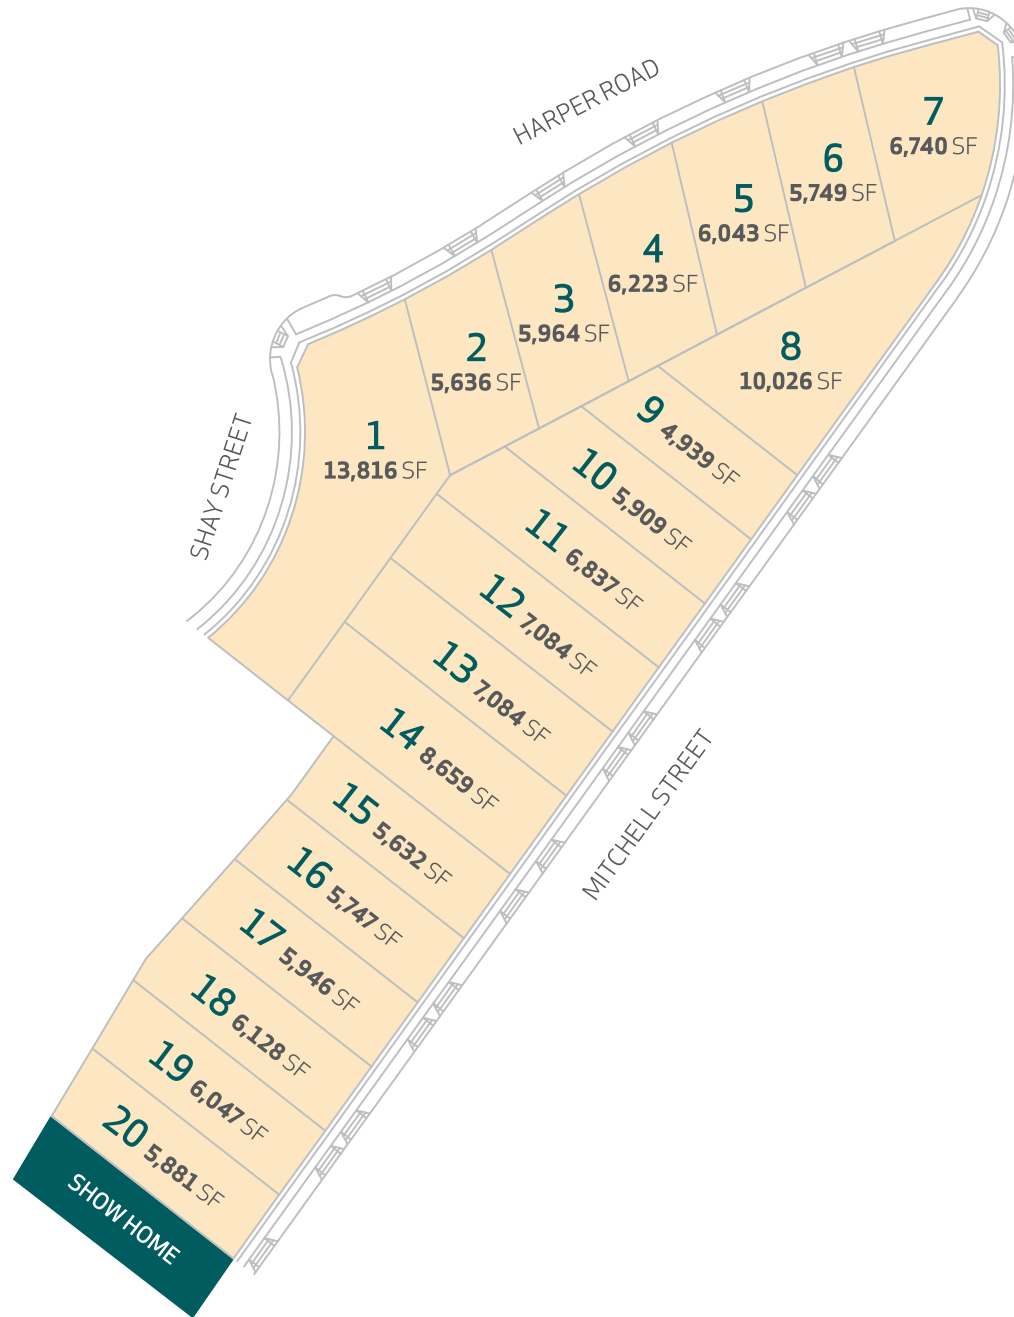 HARPER ROAD
7
6,740 SF
6
5,749 SF
5
6,043 SF
4
6,223 SF
3
5,964 SF
2
5,636 SF
1
13,816 SF
8
10,026 SF
SHAY STREET
9 4,939 SF
10 5,909 SF
11 6,837 SF
12 7,084 SF
13 7,084 SF
14 8,659 SF
15 5,632 SF
16 5,747 SF
17 5,946 SF
18 6,128 SF
19 6,047 SF
20 5,881 SF
MITCHELL STREET
SHOW HOME